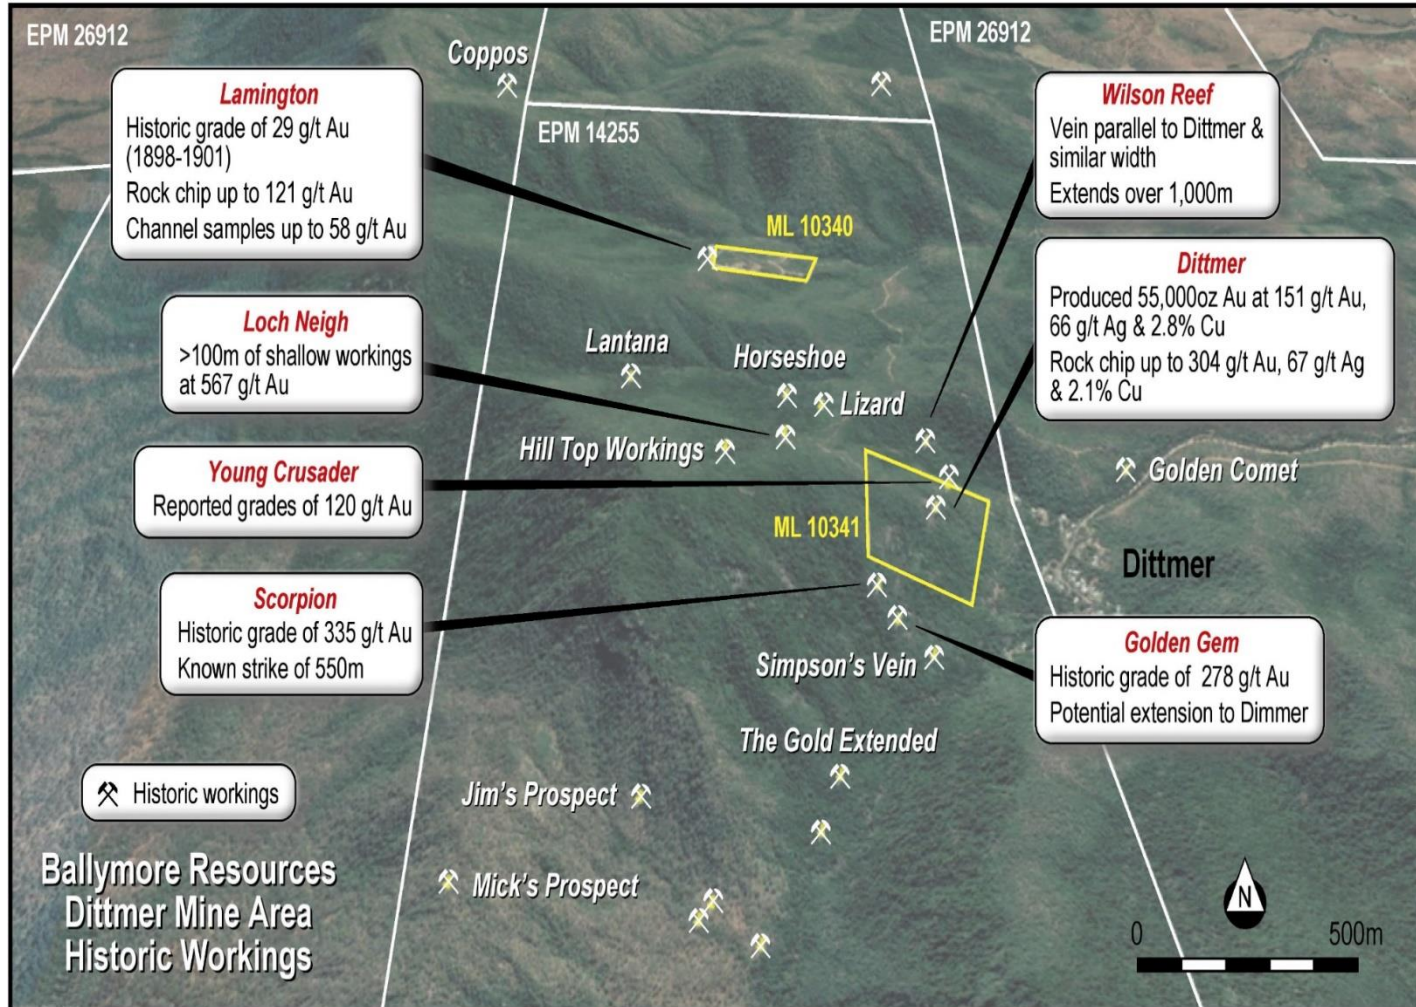 EPM 26912
EPM 26912
Coppos
EPM 14255
Lamington
Historic grade of 29 g/t Au
(1898-1901)
Rock chip up to 121 g/t Au
Channel samples up to 58 g/t Au
Wilson Reef
Vein parallel to Dittmer &
similar width
Extends over 1,000m
ML 10340
Dittmer
Produced 55,000oz Au at 151 g/t Au,
66 g/t Ag & 2.8% Cu
Rock chip up to 304 g/t Au, 67 g/t Ag
& 2.1% Cu
Loch Neigh
>100m of shallow workings
at 567 g/t Au
Lantana
Horseshoe
Lizard
Hill Top Workings
Golden Comet
Young Crusader
Reported grades of 120 g/t Au
ML 10341
Dittmer
Scorpion
Historic grade of 335 g/t Au
Known strike of 550m
Golden Gem
Historic grade of 278 g/t Au
Potential extension to Dimmer
Simpson's Vein
The Gold Extended
Jim's Prospect
Mick's Prospect
Historic workings
Ballymore Resources
Dittmer Mine Area
Historic Workings
N
0 500m